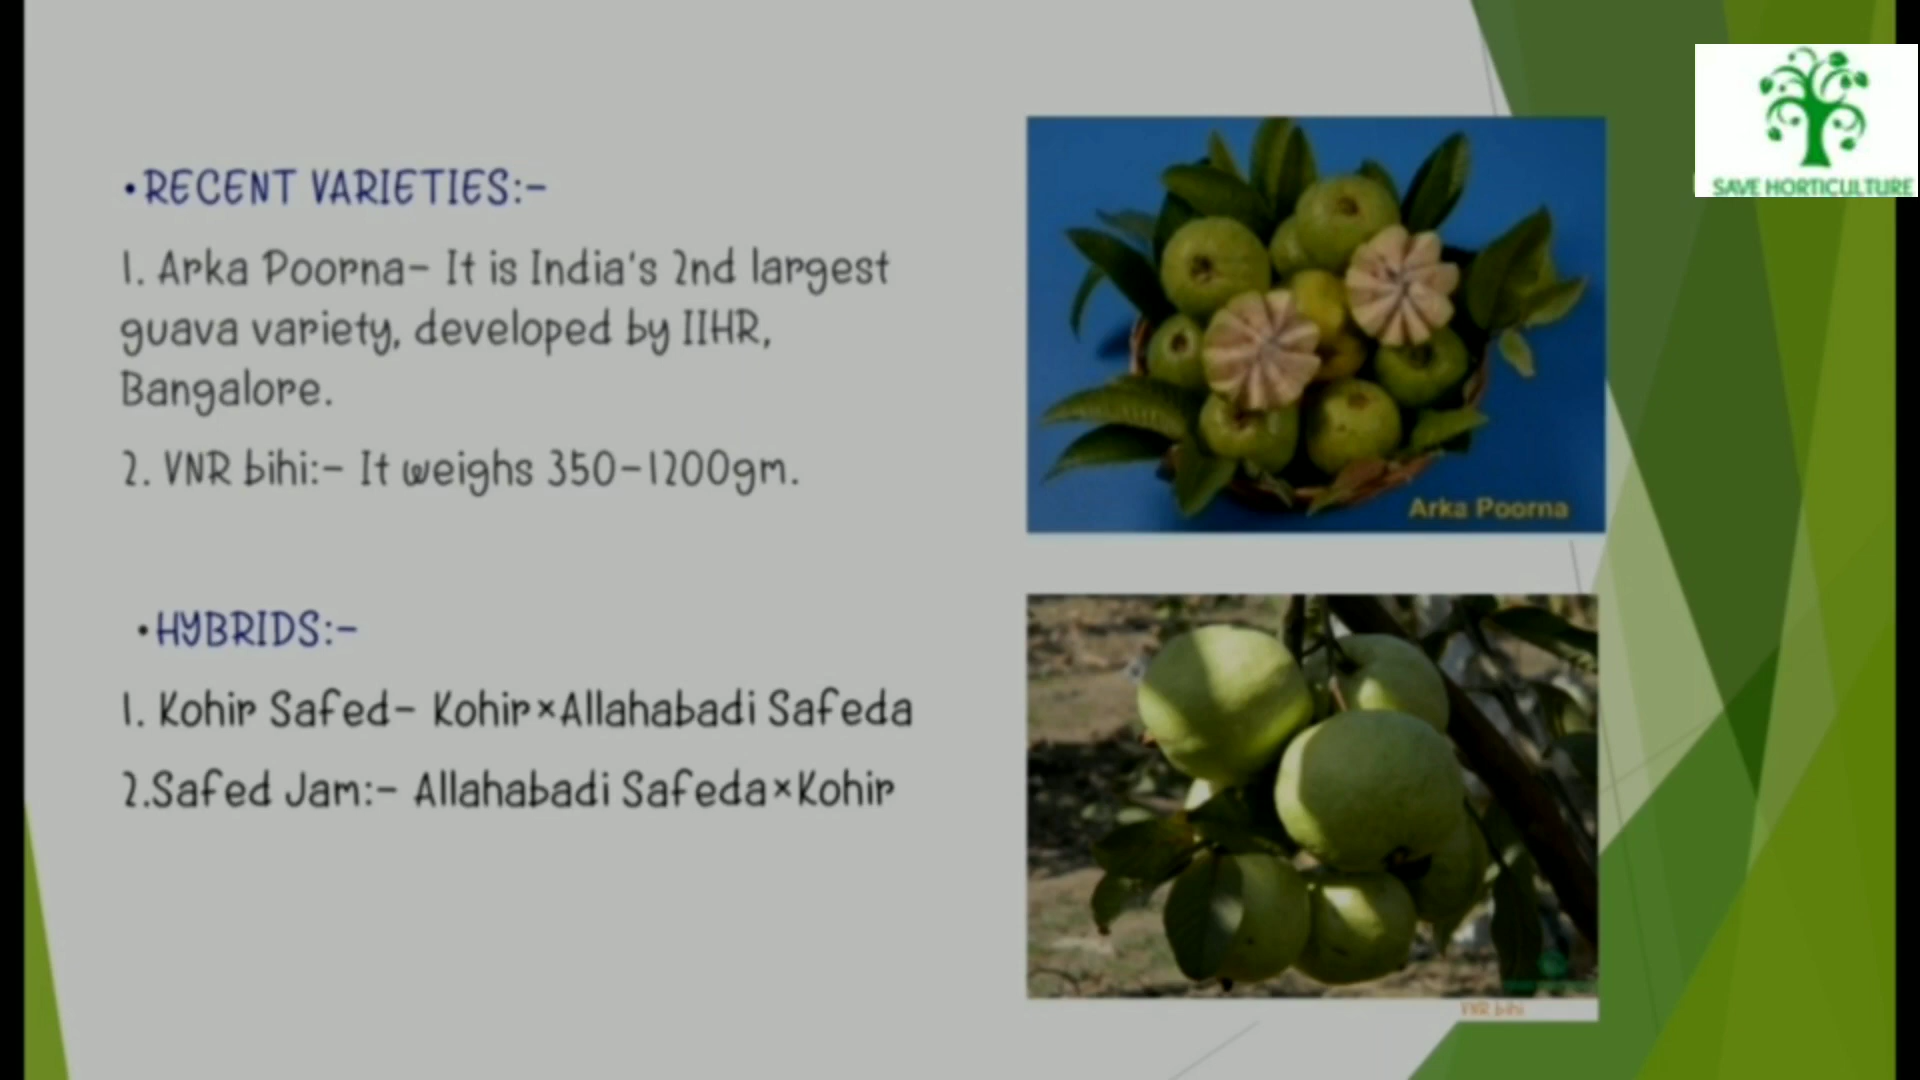 •RECENT VARIETIES:-
1. Arka Poorna- It is India's 2nd largest
guava variety, developed by IIHR,
Bangalore.
2. VNR bihi:- It weighs 350-1200gm.
•HYBRIDS:-
1. Kohir Safed- Kohir×Allahabadi Safeda
2.Safed Jam:- Allahabadi Safeda×Kohir
SAVE HORTICULTURE
Arka Poorna
VNR bihi